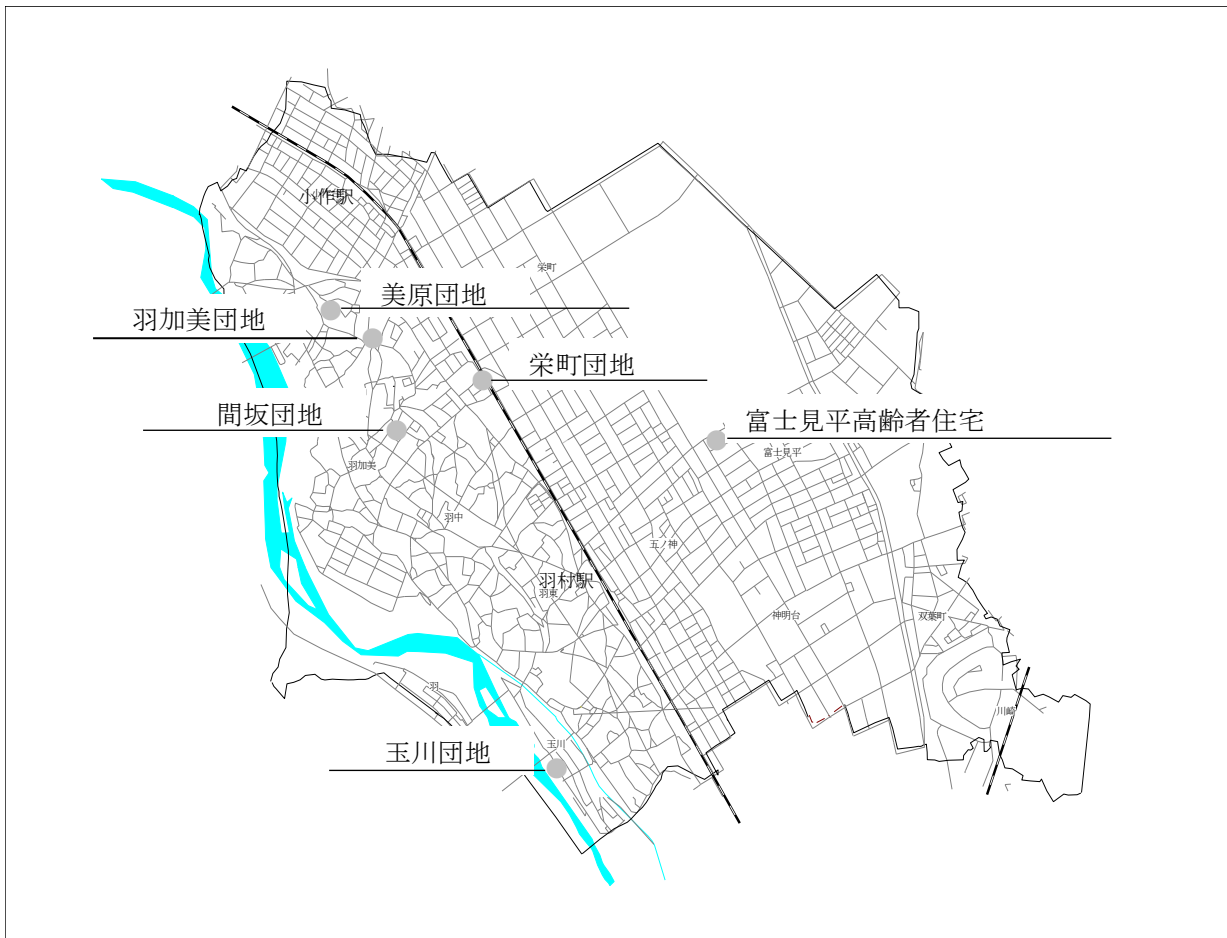 小作駅
栄町
美原団地
羽加美団地
栄町団地
間坂団地
富士見平高齢者住宅
富士見平
羽加美
羽中
五ノ神
羽村駅
羽東
神明台
双葉町
羽
川崎
玉川
玉川団地